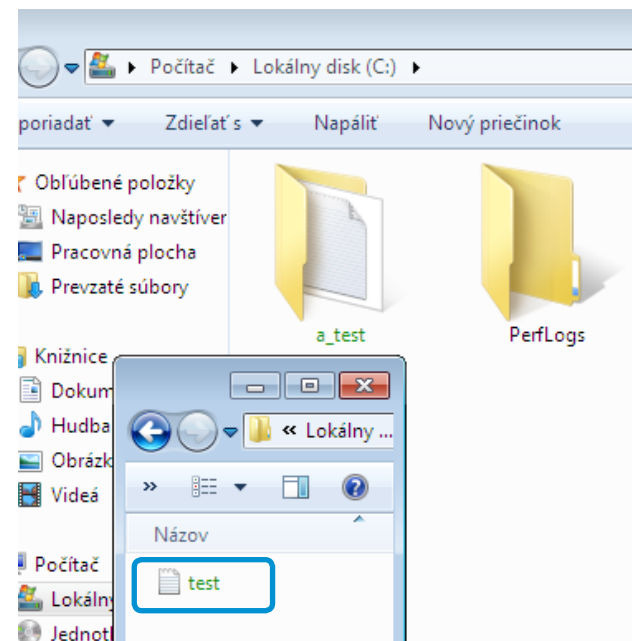 Počítač Lokálny disk (C:)
poriadať Zdieľať s Napáliť Nový priečinok
Obľúbené položky
Naposledy navštíver
Pracovná plocha
Prevzaté súbory
a_test PerfLogs
Knižnice
Dokum
Hudba
Obrázk
Videá
Počítač
Lokálny
Jednotl
« Lokálny ...
»
Názov
test